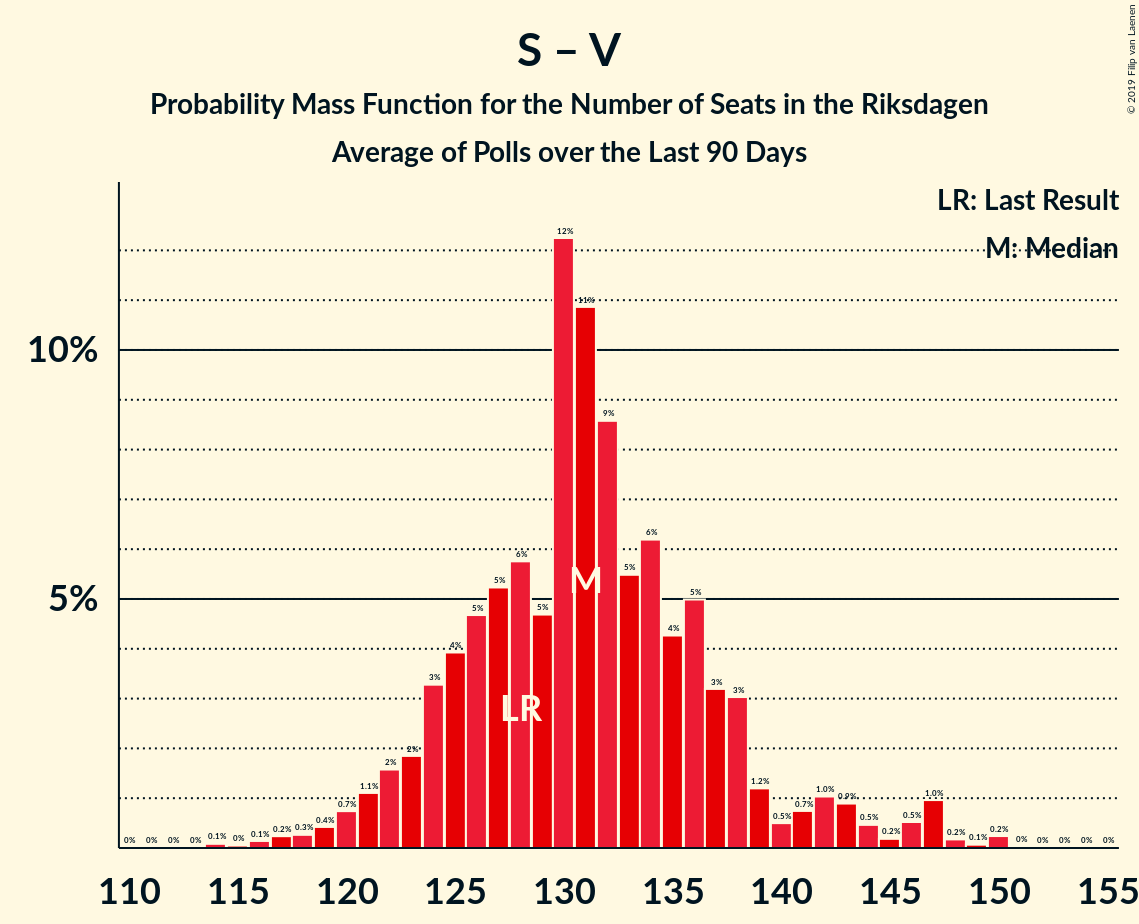 © 2019 Filip van Laenen
S – V
Probability Mass Function for the Number of Seats in the Riksdagen
Average of Polls over the Last 90 Days
LR: Last Result
M: Median
10%
5%
0% 0% 0% 0% 0.1% 0% 0.1% 0.2% 0.3% 0.4% 0.7% 1.1% 2% 2% 3% 4% 5% 5% 6% 5% 12% 11% 9% 5% 6% 4% 5% 3% 3% 1.2% 0.5% 0.7% 1.0% 0.9% 0.5% 0.2% 0.5% 1.0% 0.2% 0.1% 0.2% 0% 0% 0% 0% 0%
M
LR
110 115 120 125 130 135 140 145 150 155